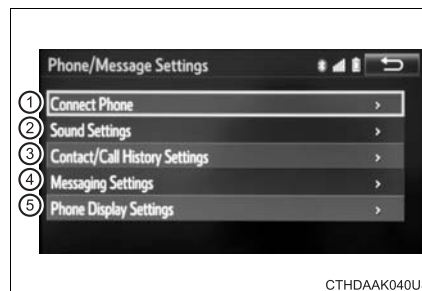 Phone/Message Settings
1 Connect Phone
2 Sound Settings
3 Contact/Call History Settings
4 Messaging Settings
5 Phone Display Settings